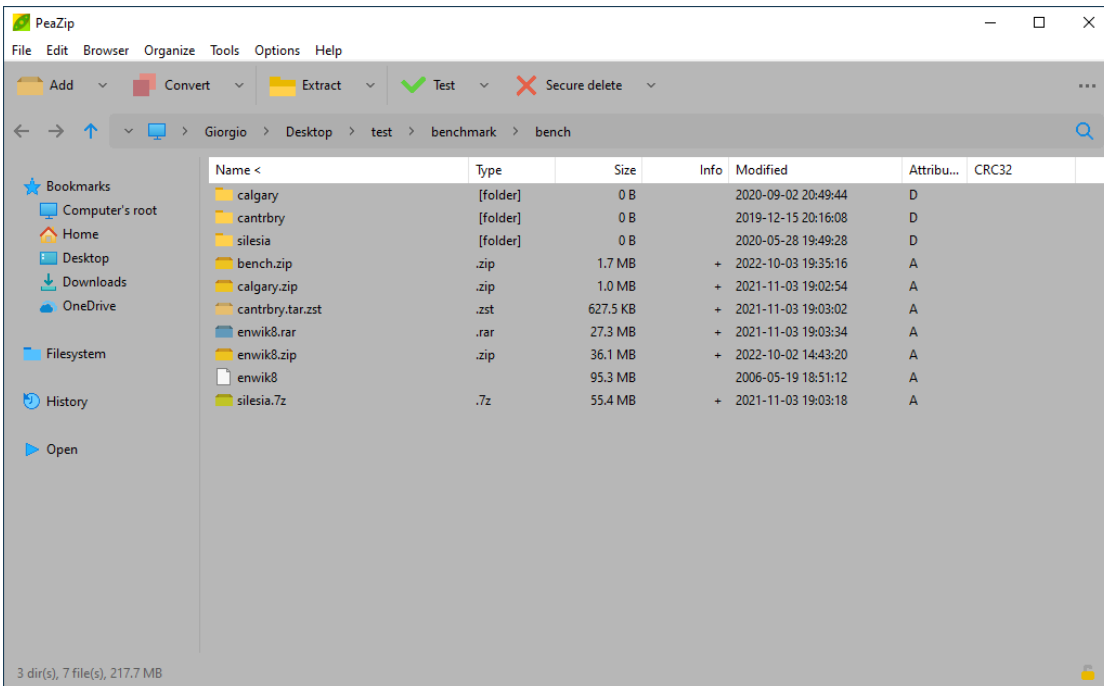 PeaZip
File Edit Browser Organize Tools Options Help
Add Convert Extract Test Secure delete
Giorgio > Desktop > test > benchmark > bench
Bookmarks
Computer's root
Home
Desktop
Downloads
OneDrive
Filesystem
History
Open
Name < Type Size Info Modified Attribu... CRC32
calgary [folder] 0 B 2020-09-02 20:49:44 D
cantrbry [folder] 0 B 2019-12-15 20:16:08 D
silesia [folder] 0 B 2020-05-28 19:49:28 D
bench.zip .zip 1.7 MB + 2022-10-03 19:35:16 A
calgary.zip .zip 1.0 MB + 2021-11-03 19:02:54 A
cantrbry.tar.zst .zst 627.5 KB + 2021-11-03 19:03:02 A
enwik8.rar .rar 27.3 MB + 2021-11-03 19:03:34 A
enwik8.zip .zip 36.1 MB + 2022-10-02 14:43:20 A
enwik8 95.3 MB 2006-05-19 18:51:12 A
silesia.7z .7z 55.4 MB + 2021-11-03 19:03:18 A
3 dir(s), 7 file(s), 217.7 MB